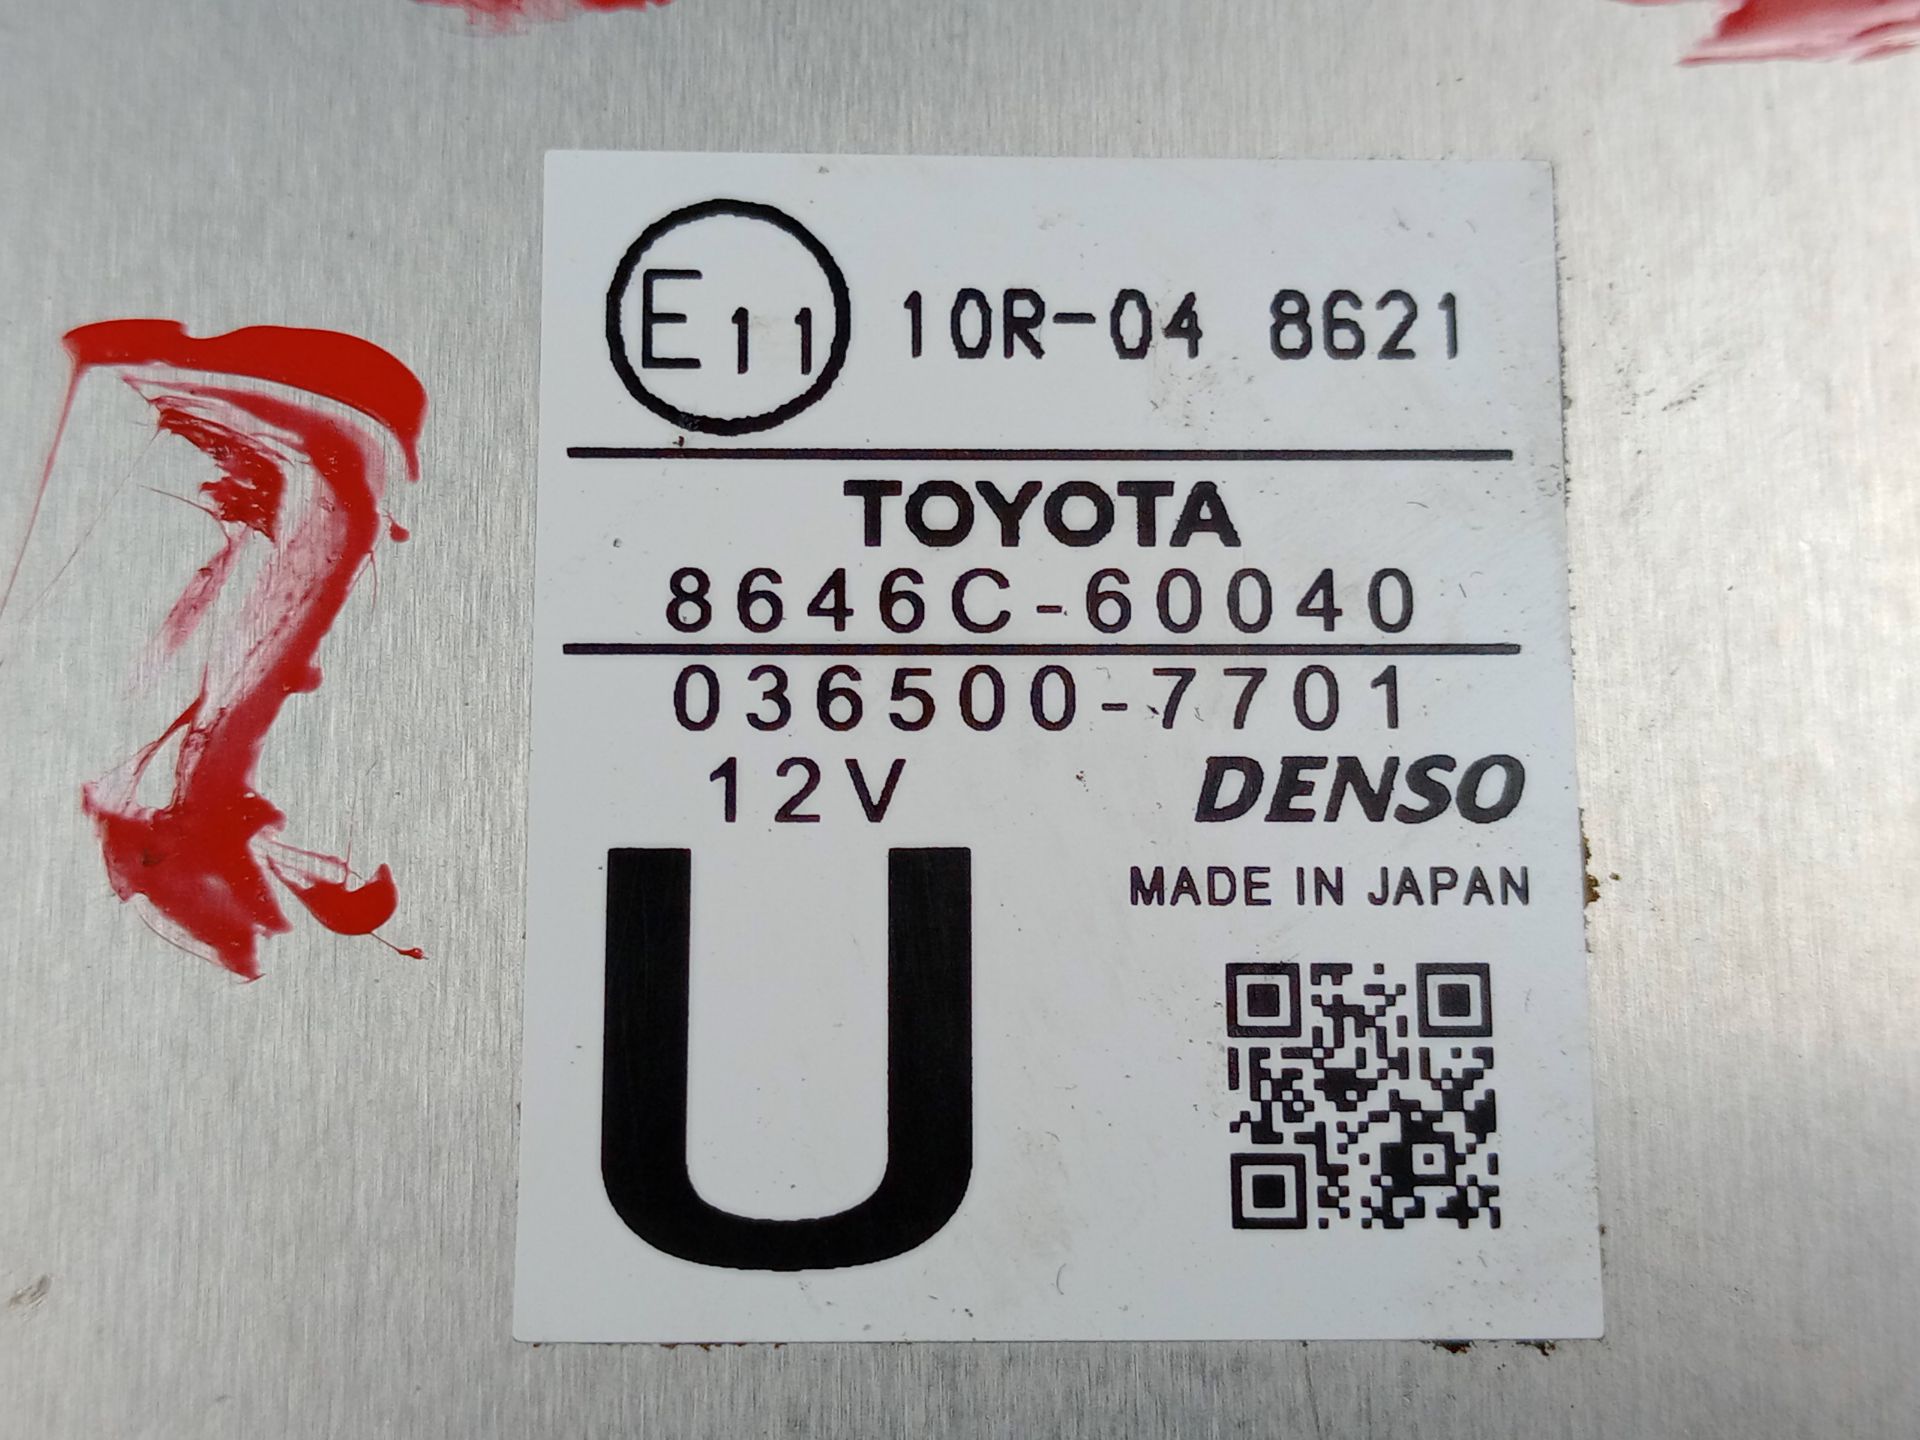 E11 10R-04 8621
TOYOTA
8646C-60040
036500-7701
12V DENSO
MADE IN JAPAN
U